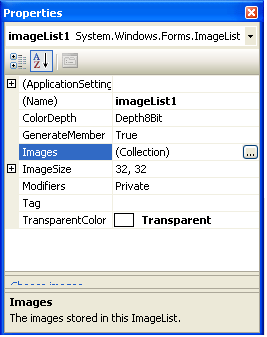 Properties
imageList1 System.Windows.Forms.ImageList
(ApplicationSetting
(Name) imageList1
ColorDepth Depth8Bit
GenerateMember True
Images (Collection) ...
ImageSize 32, 32
Modifiers Private
Tag
TransparentColor Transparent
Images
The images stored in this ImageList.